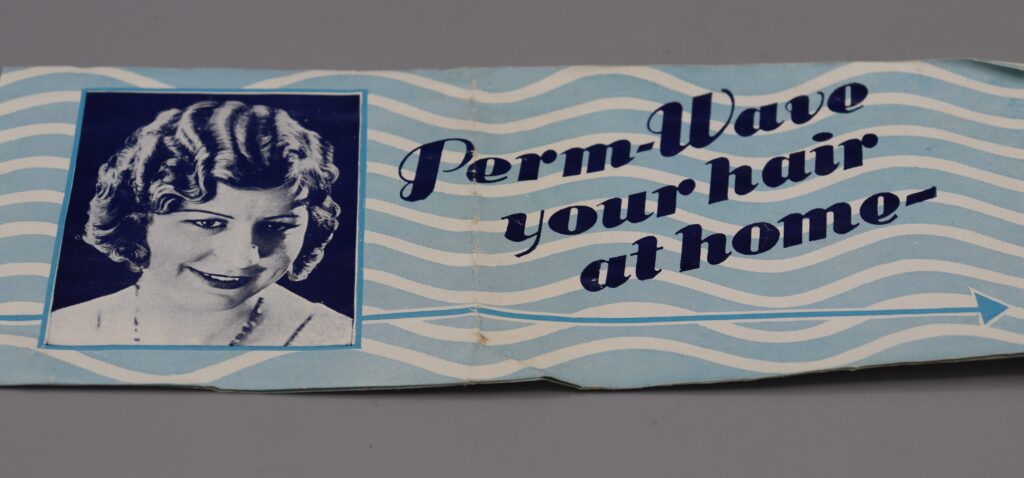 Perm-Wave
your hair
at home-